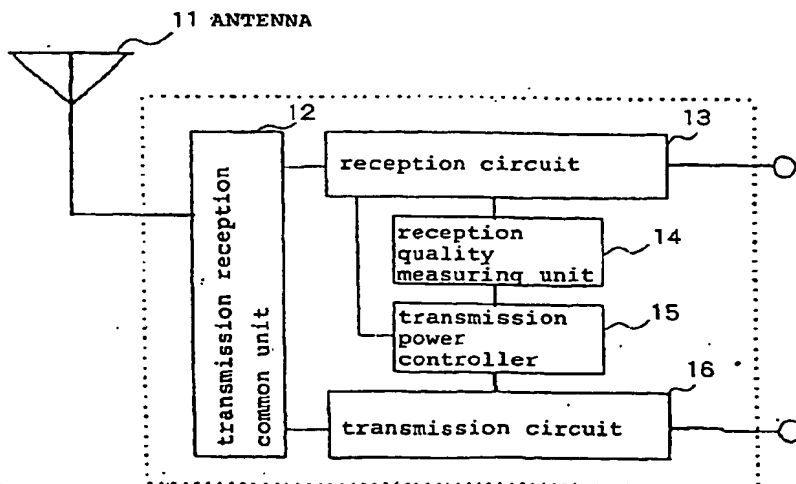 11 ANTENNA
12
13
transmission reception
common unit
reception circuit
reception
quality
measuring unit
14
transmission
power
controller
15
16
transmission circuit